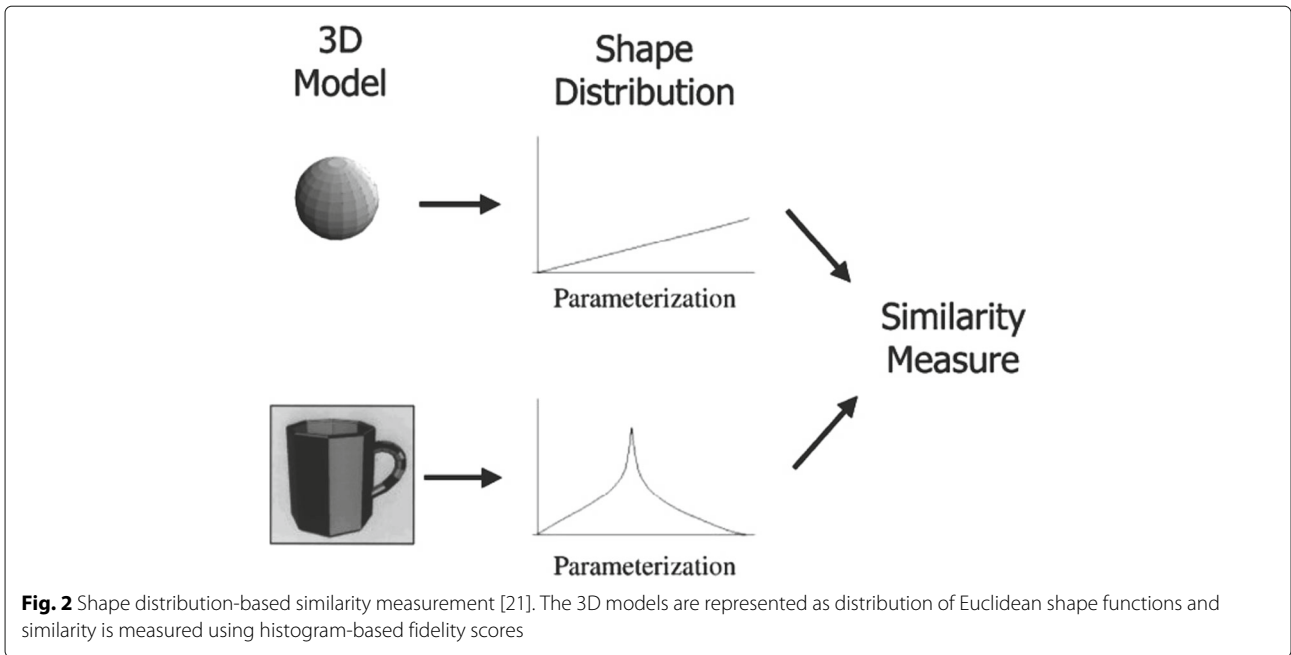 3D
Model
Shape
Distribution
Parameterization
Similarity
Measure
Parameterization
Fig. 2 Shape distribution-based similarity measurement [21]. The 3D models are represented as distribution of Euclidean shape functions and
similarity is measured using histogram-based fidelity scores